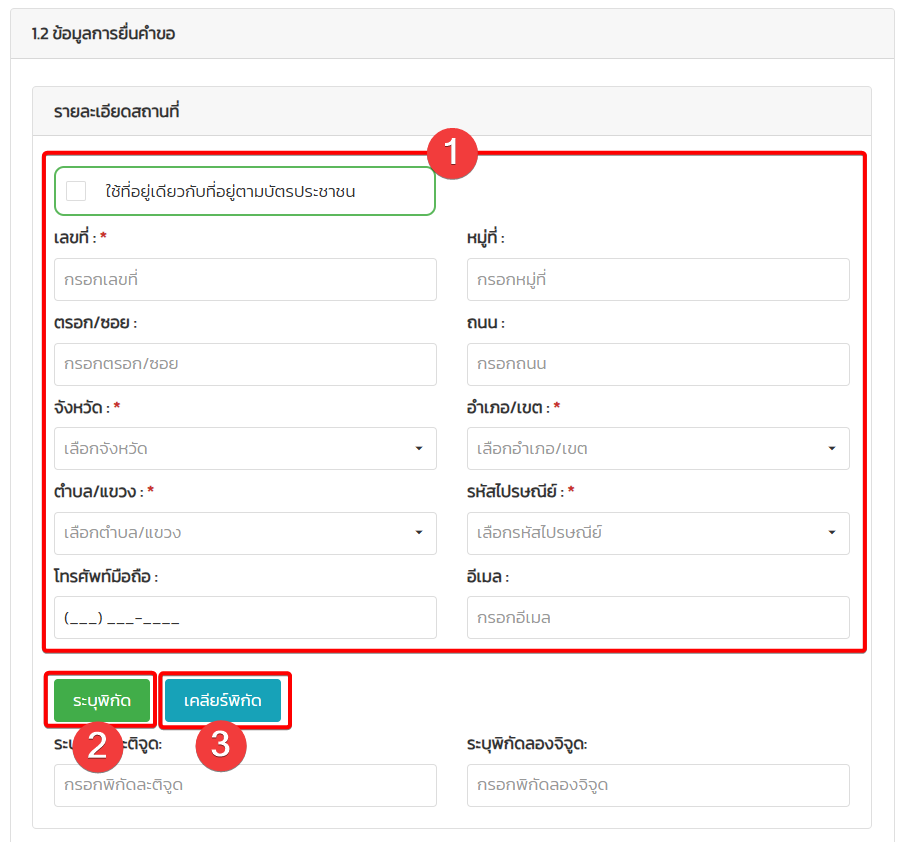 1.2 ข้อมูลการยื่นคำขอ
รายละเอียดสถานที่
1
ใช้ที่อยู่เดียวกับที่อยู่ตามบัตรประชาชน
เลขที่ : * หมู่ที่ :
กรอกเลขที่ กรอกหมู่ที่
ตรอก/ซอย : ถนน :
กรอกตรอก/ซอย กรอกถนน
จังหวัด : * อำเภอ/เขต : *
เลือกจังหวัด เลือกอำเภอ/เขต
ตำบล/แขวง : * รหัสไปรษณีย์ : *
เลือกตำบล/แขวง เลือกรหัสไปรษณีย์
โทรศัพท์มือถือ : อีเมล :
(___) ___-____ กรอกอีเมล
ระบุพิกัด เคลียร์พิกัด
2 3
ระบุพิกัดลองจิจูด:
กรอกพิกัดละติจูด กรอกพิกัดลองจิจูด